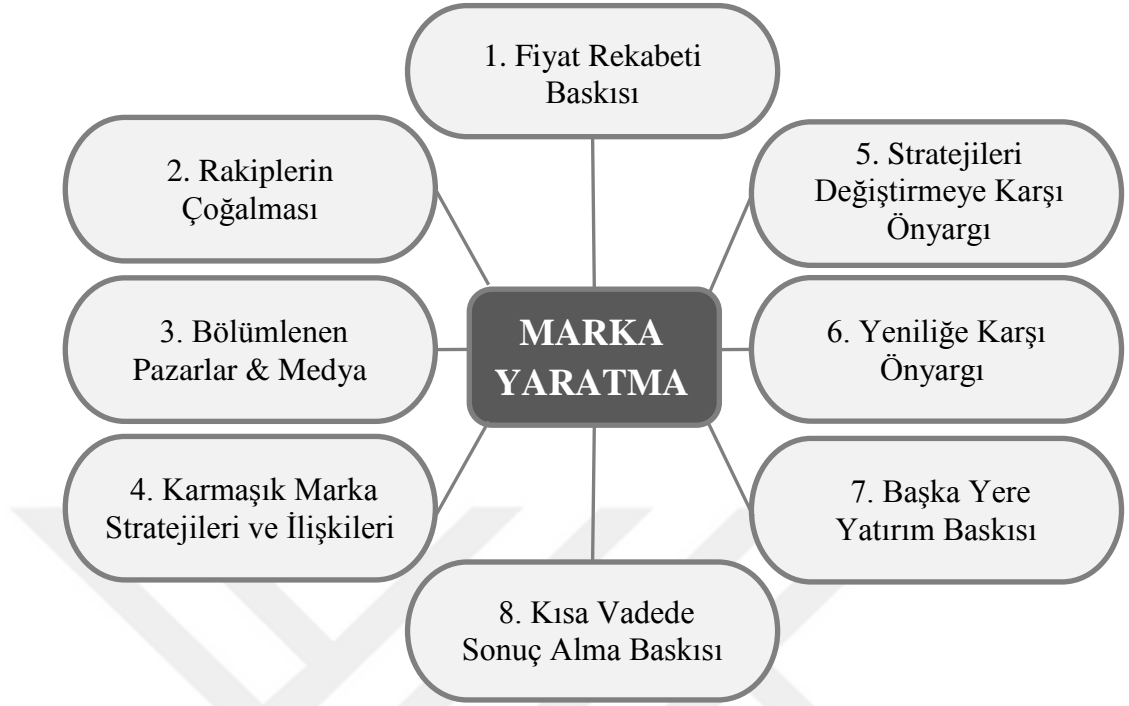 1. Fiyat Rekabeti
Baskısı
2. Rakiplerin
Çoğalması
3. Bölümlenen
Pazarlar & Medya
4. Karmaşık Marka
Stratejileri ve İlişkileri
MARKA
YARATMA
5. Stratejileri
Değiştirmeye Karşı
Önyargı
6. Yeniliğe Karşı
Önyargı
7. Başka Yere
Yatırım Baskısı
8. Kısa Vadede
Sonuç Alma Baskısı